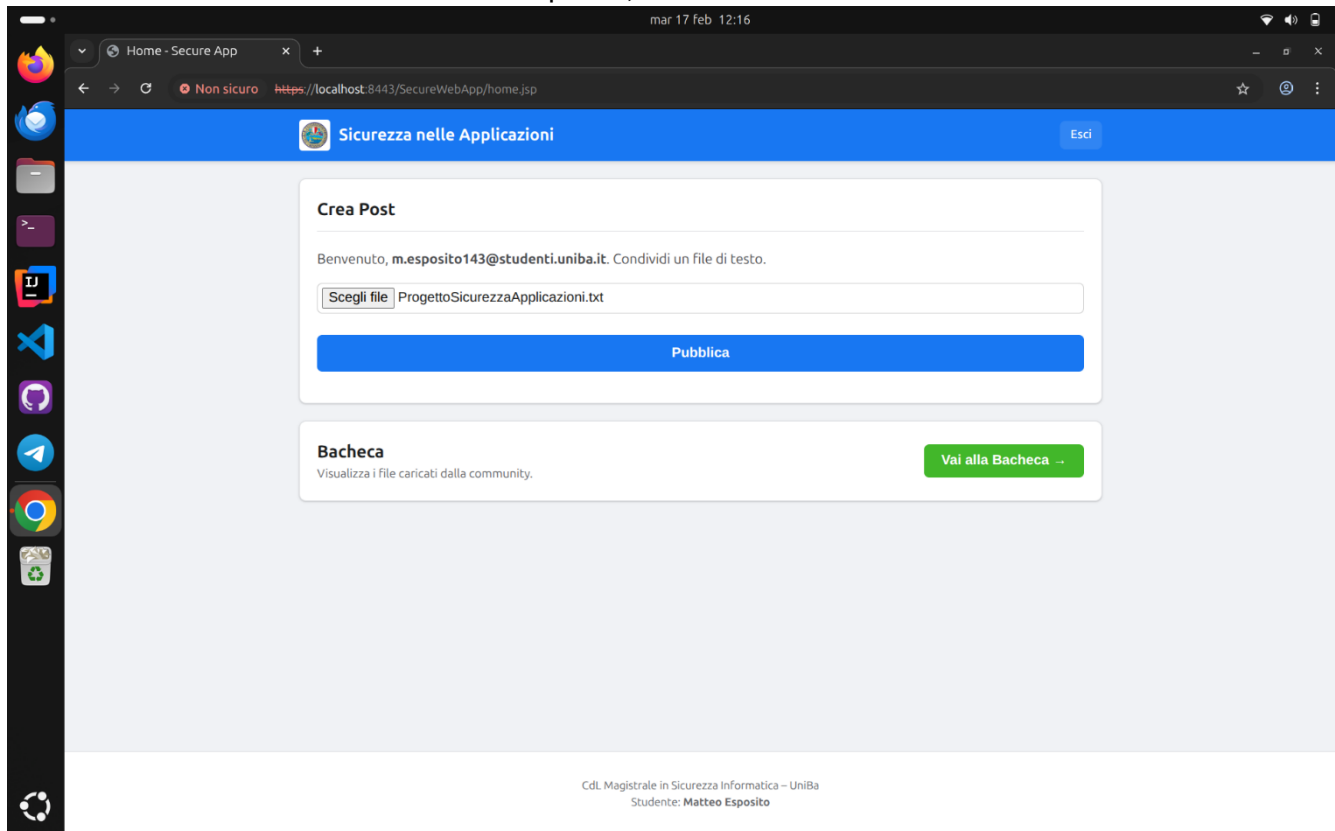 mar 17 feb 12:16
Home - Secure App
Non sicuro https://localhost:8443/SecureWebApp/home.jsp
Sicurezza nelle Applicazioni
Esci
Crea Post
Benvenuto, m.esposito143@studenti.uniba.it. Condividi un file di testo.
Scegli file ProgettoSicurezzaApplicazioni.txt
Pubblica
Bacheca
Visualizza i file caricati dalla community.
Vai alla Bacheca →
CdL Magistrale in Sicurezza Informatica – UniBa
Studente: Matteo Esposito